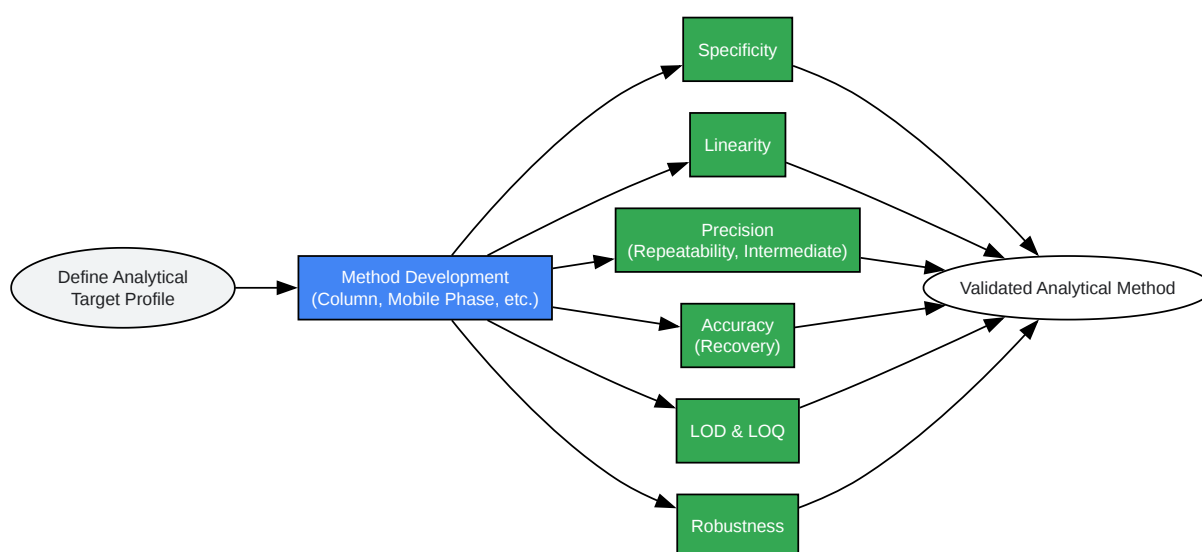 Define Analytical
Target Profile
Method Development
(Column, Mobile Phase, etc.)
Specificity
Linearity
Precision
(Repeatability, Intermediate)
Accuracy
(Recovery)
LOD & LOQ
Robustness
Validated Analytical Method